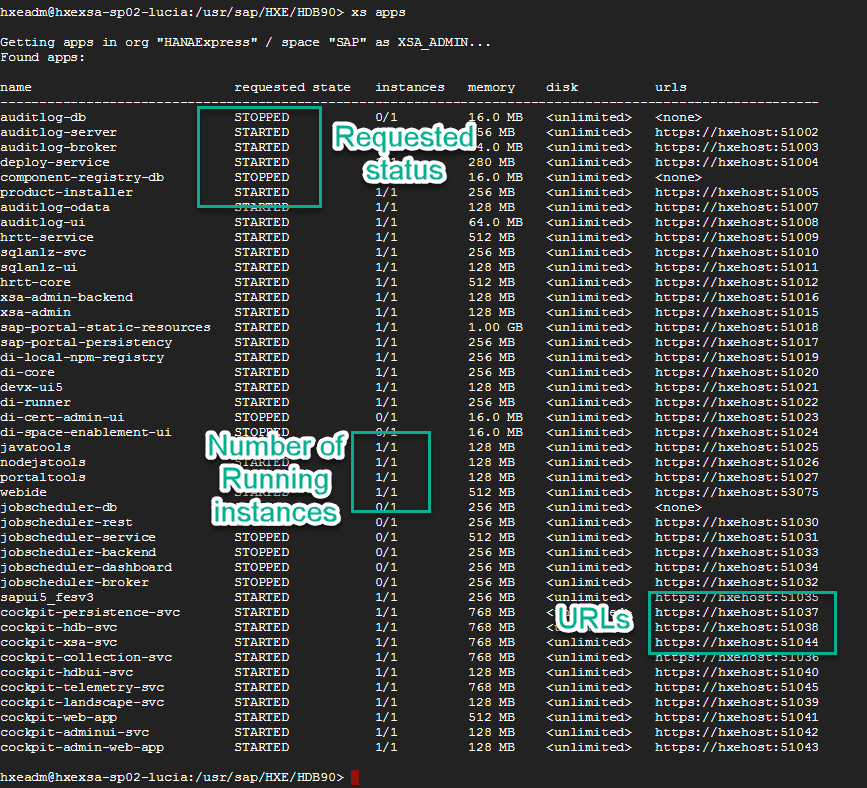 hxeadm@hxexsa-sp02-lucia:/usr/sap/HXE/HDB90> xs apps
Getting apps in org "HANAExpress" / space "SAP" as XSA_ADMIN...
Found apps:
name requested state instances memory disk urls
--------------------------------------------------------------------------------
auditlog-db STOPPED 0/1 16.0 MB <unlimited> <none>
auditlog-server STARTED MB <unlimited> https://hxehost:51002
auditlog-broker STARTED MB <unlimited> https://hxehost:51003
deploy-service STARTED 280 MB <unlimited> https://hxehost:51004
component-registry-db STOPPED 16.0 MB <unlimited> <none>
product-installer STARTED 1/1 256 MB <unlimited> https://hxehost:51005
auditlog-odata STARTED 1/1 128 MB <unlimited> https://hxehost:51007
auditlog-ui STARTED 1/1 64.0 MB <unlimited> https://hxehost:51008
hrtt-service STARTED 1/1 512 MB <unlimited> https://hxehost:51009
sqlanlz-svc STARTED 1/1 256 MB <unlimited> https://hxehost:51010
sqlanlz-ui STARTED 1/1 128 MB <unlimited> https://hxehost:51011
hrtt-core STARTED 1/1 512 MB <unlimited> https://hxehost:51012
xsa-admin-backend STARTED 1/1 128 MB <unlimited> https://hxehost:51016
xsa-admin STARTED 1/1 128 MB <unlimited> https://hxehost:51015
sap-portal-static-resources STARTED 1/1 1.00 GB <unlimited> https://hxehost:51018
sap-portal-persistency STARTED 1/1 256 MB <unlimited> https://hxehost:51017
di-local-npm-registry STARTED 1/1 256 MB <unlimited> https://hxehost:51019
di-core STARTED 1/1 256 MB <unlimited> https://hxehost:51020
devx-ui5 STARTED 1/1 128 MB <unlimited> https://hxehost:51021
di-runner STARTED 1/1 256 MB <unlimited> https://hxehost:51022
di-cert-admin-ui STOPPED 0/1 16.0 MB <unlimited> https://hxehost:51023
di-space-enablement-ui STOPPED 0/1 16.0 MB <unlimited> https://hxehost:51024
javatools 1/1 128 MB <unlimited> https://hxehost:51025
nodejstools STARTED 1/1 128 MB <unlimited> https://hxehost:51026
portaltools 1/1 128 MB <unlimited> https://hxehost:51027
webide 1/1 512 MB <unlimited> https://hxehost:53075
jobscheduler-db 0/1 256 MB <unlimited> <none>
jobscheduler-rest 0/1 256 MB <unlimited> https://hxehost:51030
jobscheduler-service STOPPED 0/1 512 MB <unlimited> https://hxehost:51031
jobscheduler-backend STOPPED 0/1 256 MB <unlimited> https://hxehost:51033
jobscheduler-dashboard STOPPED 0/1 256 MB <unlimited> https://hxehost:51034
jobscheduler-broker STOPPED 0/1 256 MB <unlimited> https://hxehost:51032
sapui5_fesv3 STARTED 1/1 256 MB <unlimited> https://hxehost:51035
cockpit-persistence-svc STARTED 1/1 768 MB https://hxehost:51037
cockpit-hdb-svc STARTED 1/1 768 MB https://hxehost:51038
cockpit-xsa-svc STARTED 1/1 768 MB <unlimited> https://hxehost:51044
cockpit-collection-svc STARTED 1/1 768 MB <unlimited> https://hxehost:51036
cockpit-hdbui-svc STARTED 1/1 128 MB <unlimited> https://hxehost:51040
cockpit-telemetry-svc STARTED 1/1 768 MB <unlimited> https://hxehost:51045
cockpit-landscape-svc STARTED 1/1 128 MB <unlimited> https://hxehost:51039
cockpit-web-app STARTED 1/1 512 MB <unlimited> https://hxehost:51041
cockpit-adminui-svc STARTED 1/1 128 MB <unlimited> https://hxehost:51042
cockpit-admin-web-app STARTED 1/1 128 MB <unlimited> https://hxehost:51043
hxeadm@hxexsa-sp02-lucia:/usr/sap/HXE/HDB90>
Requested
status
Number of
Running
instances
URLs